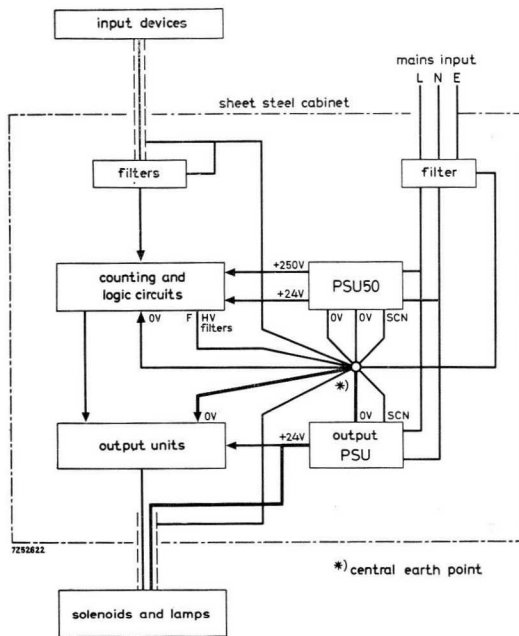 input devices
mains input
L N E
sheet steel cabinet
filters
filter
counting and
logic circuits
+250V
+24V
PSU50
0V
F
HV
filters
0V
0V
SCN
*)
0V
output units
+24V
0V
SCN
output
PSU
7Z52622
*) central earth point
solenoids and lamps